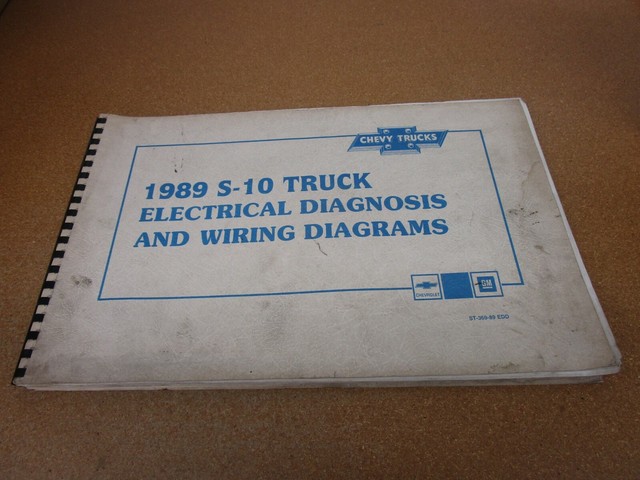 CHEVY TRUCKS
1989 S-10 TRUCK
ELECTRICAL DIAGNOSIS
AND WIRING DIAGRAMS
CHEVROLET
GM
ST-369-89 EDD